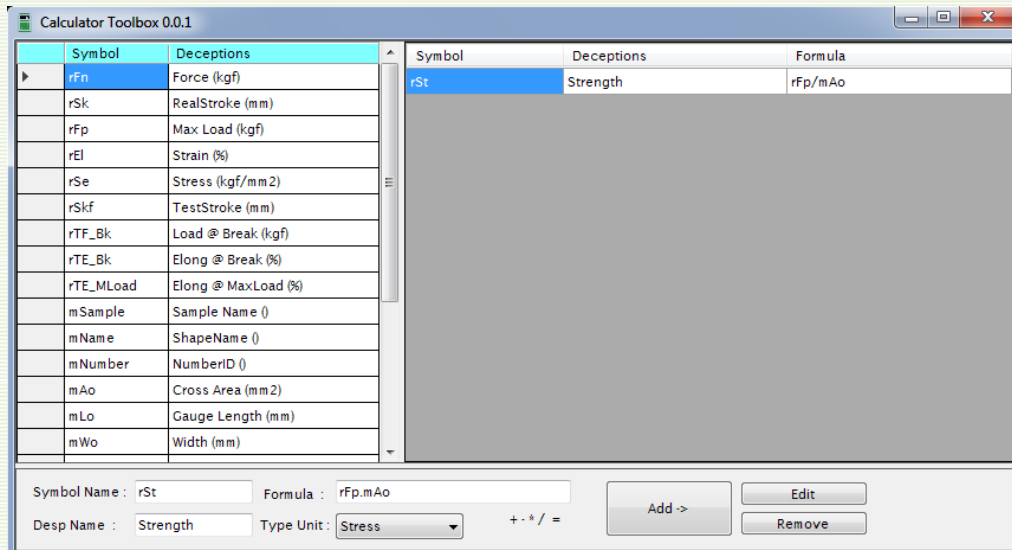 Calculator Toolbox 0.0.1
Symbol Deceptions
rFn Force (kgf)
rSk RealStroke (mm)
rFp Max Load (kgf)
rEl Strain (%)
rSe Stress (kgf/mm2)
rSkf TestStroke (mm)
rTF_Bk Load @ Break (kgf)
rTE_Bk Elong @ Break (%)
rTE_MLoad Elong @ MaxLoad (%)
mSample Sample Name ()
mName ShapeName ()
mNumber NumberID ()
mAo Cross Area (mm2)
mLo Gauge Length (mm)
mWo Width (mm)
Symbol Deceptions Formula
rSt Strength rFp/mAo
Symbol Name : rSt Formula : rFp.mAo
Desp Name : Strength Type Unit : Stress + - * / =
Add ->
Edit
Remove